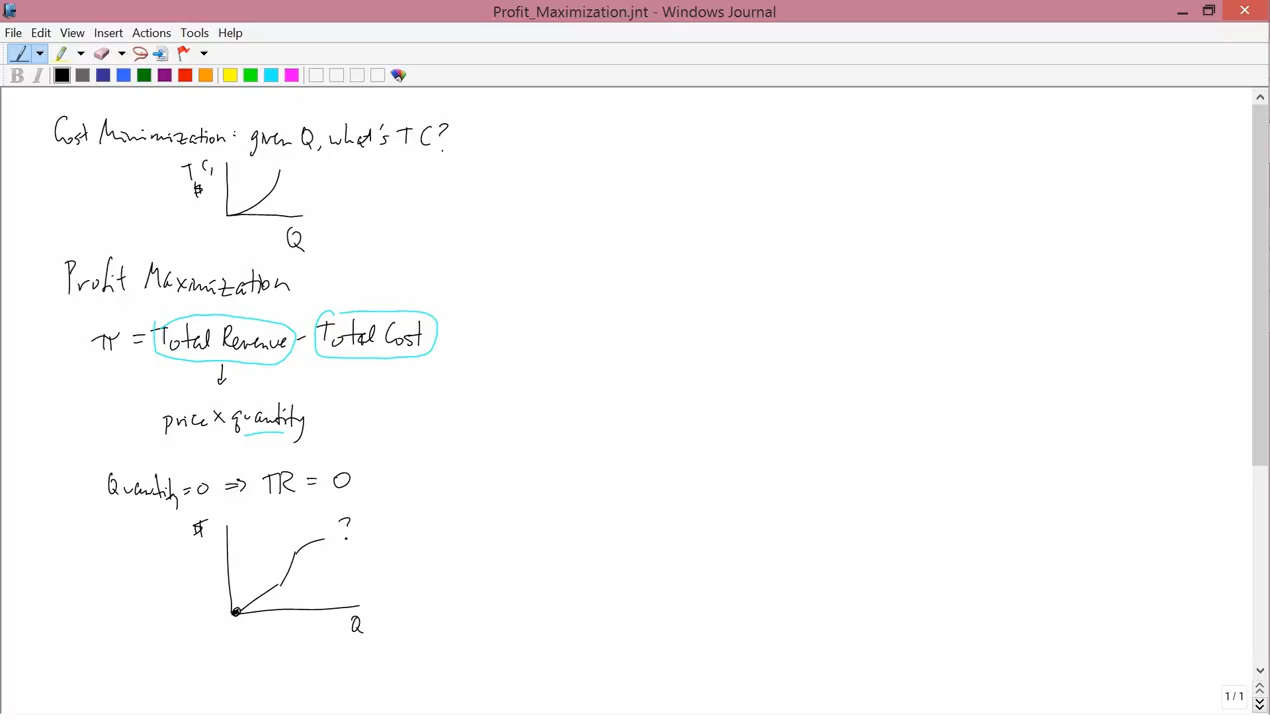 Profit_Maximization.jnt - Windows Journal
File Edit View Insert Actions Tools Help
B I
Cost Minimization: given Q, what's TC?
TC,
$
Q
Profit Maximization
π = Total Revenue - Total Cost
price × quantity
Quantity = 0 ⇒ TR = 0
$
?
Q
1 / 1